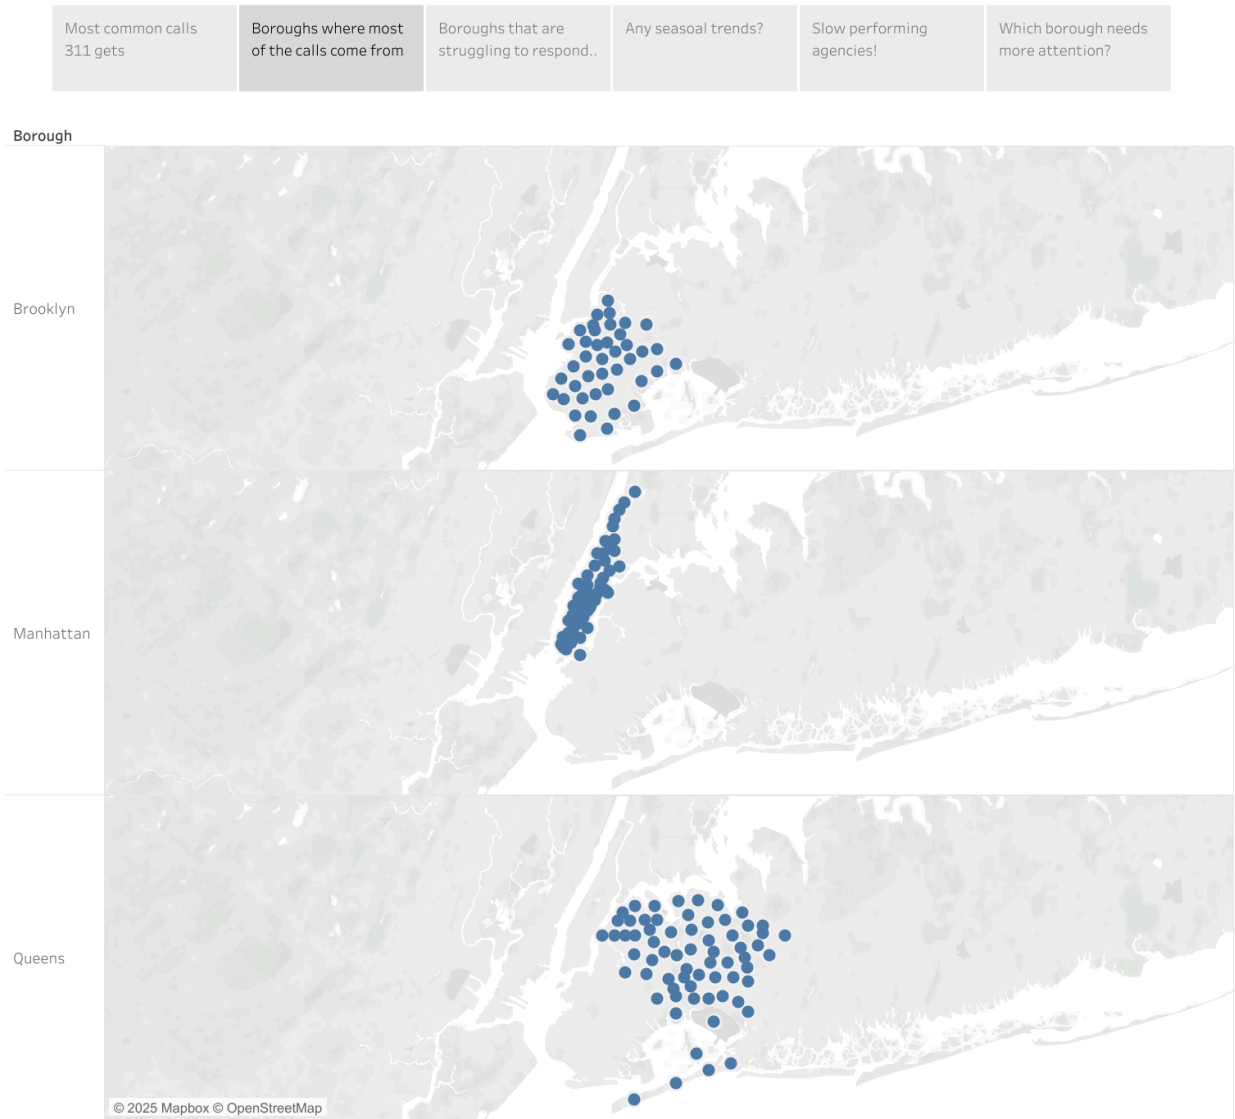 Most common calls
311 gets
Boroughs where most
of the calls come from
Boroughs that are
struggling to respond..
Any seasoal trends?
Slow performing
agencies!
Which borough needs
more attention?
Borough
Brooklyn
Manhattan
Queens
© 2025 Mapbox © OpenStreetMap